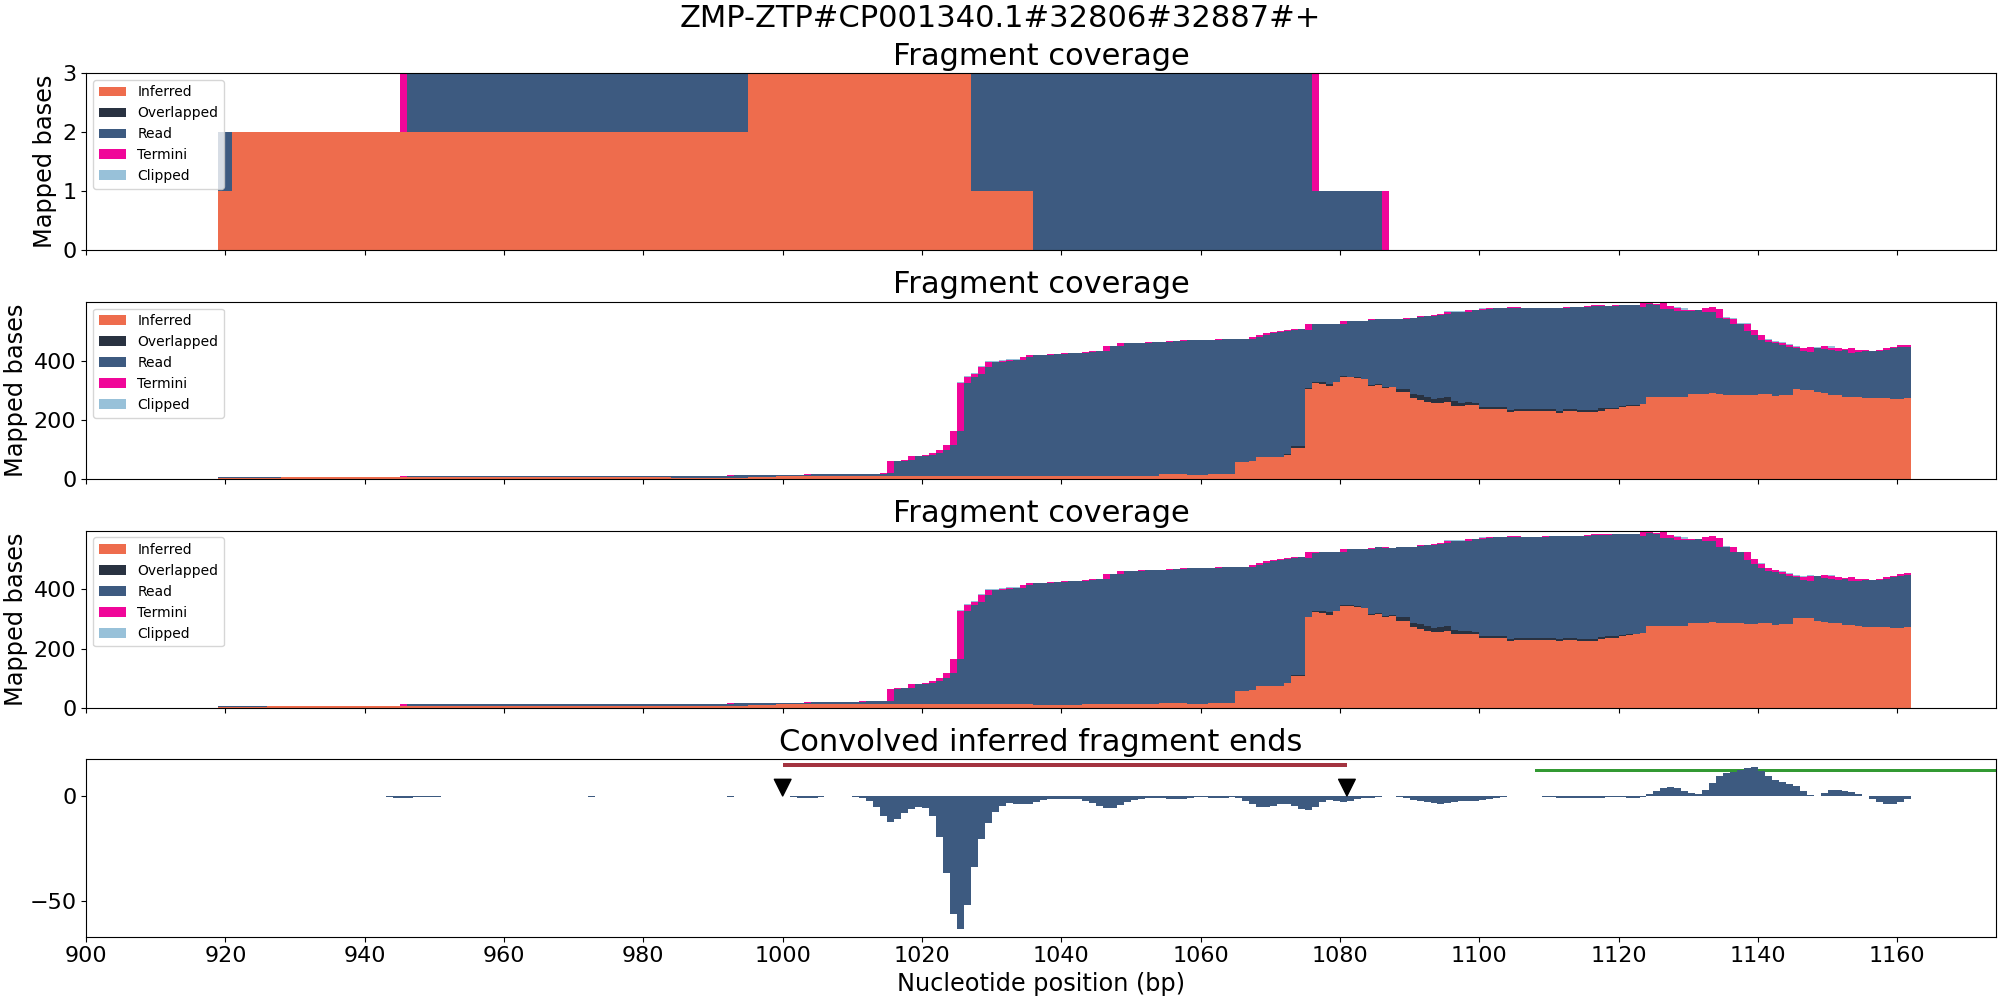 ZMP-ZTP#CP001340.1#32806#32887#+
Fragment coverage
Mapped bases
3
2
1
0
Inferred
Overlapped
Read
Termini
Clipped
Fragment coverage
Mapped bases
400
200
0
Inferred
Overlapped
Read
Termini
Clipped
Fragment coverage
Mapped bases
400
200
0
Inferred
Overlapped
Read
Termini
Clipped
Convolved inferred fragment ends
0
−50
900 920 940 960 980 1000 1020 1040 1060 1080 1100 1120 1140 1160
Nucleotide position (bp)